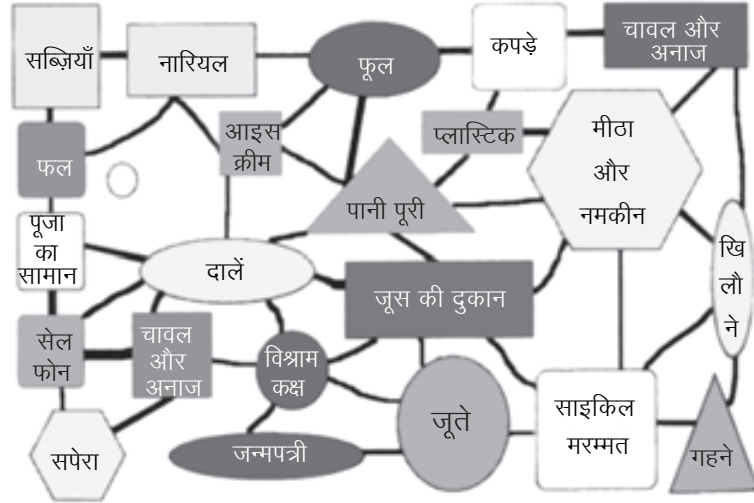 सब्ज़ियाँ
नारियल
फूल
कपड़े
चावल और
अनाज
फल
आइस
क्रीम
प्लास्टिक
मीठा
और
नमकीन
पानी पूरी
पूजा
का
सामान
दालें
जूस की दुकान
खि
लौ
ने
सेल
फोन
चावल
और
अनाज
विश्राम
कक्ष
जूते
साइकिल
मरम्मत
गहने
सपेरा
जन्मपत्री